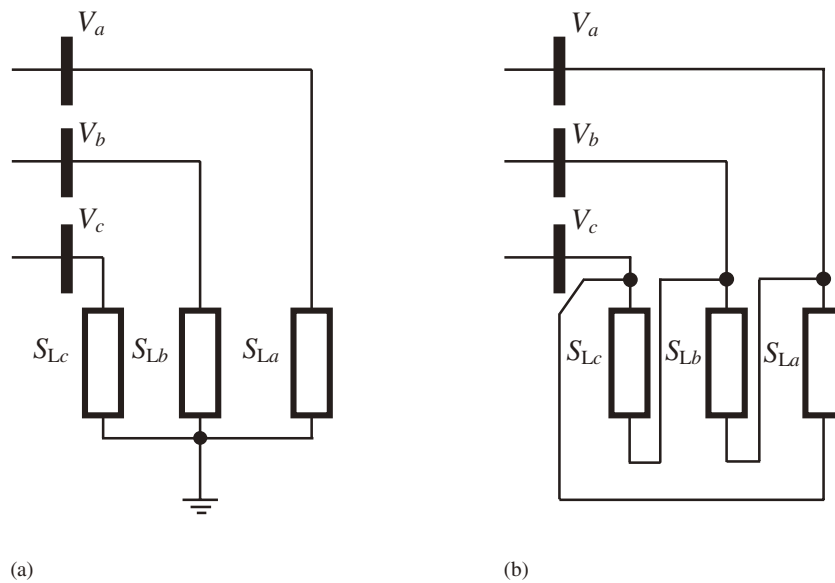 Va Va
Vb Vb
Vc Vc
SLc SLb SLa SLc SLb SLa
(a) (b)